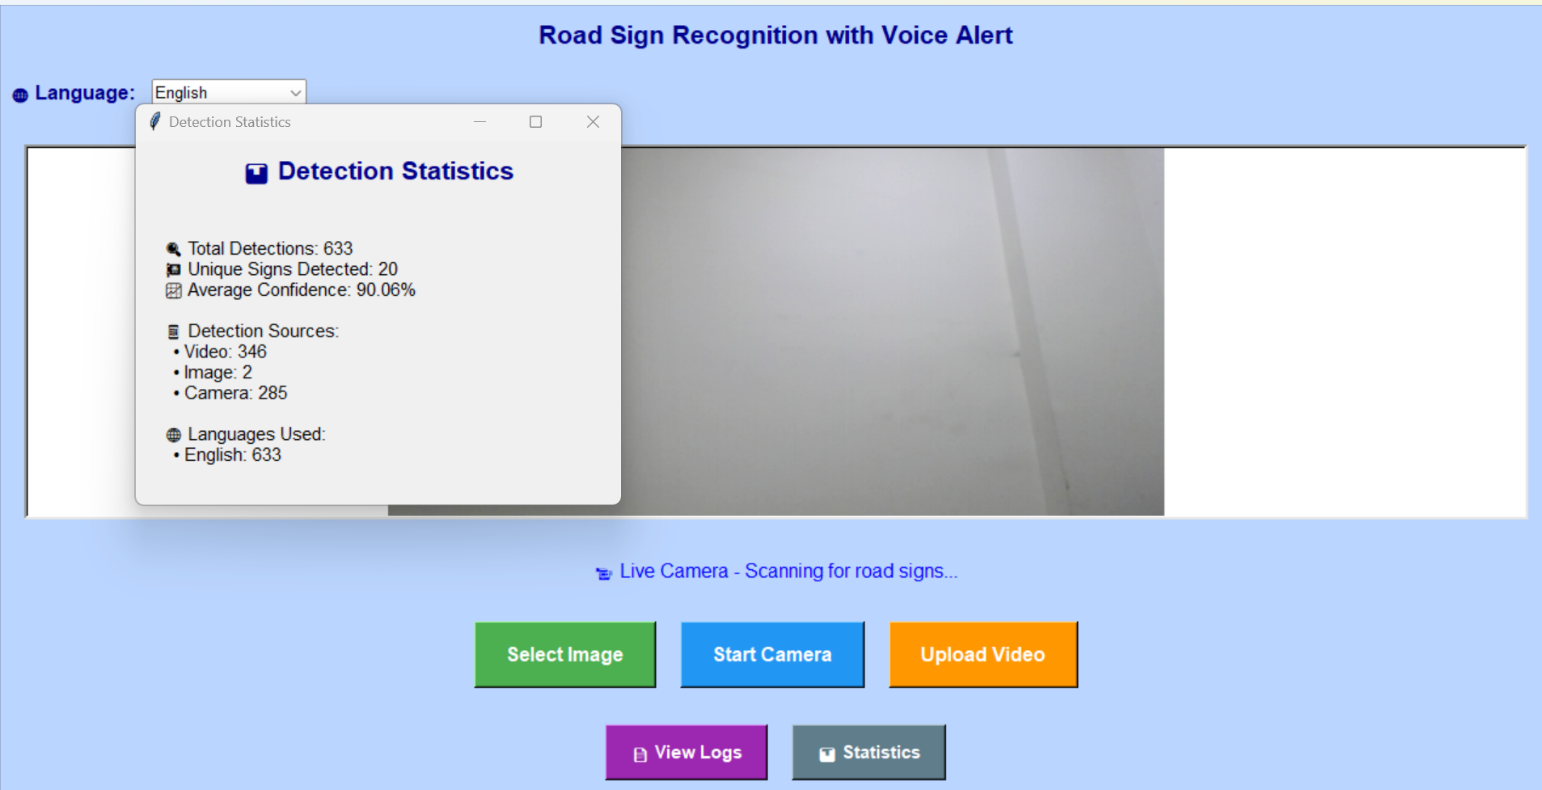 Road Sign Recognition with Voice Alert
Language: English
Detection Statistics
Detection Statistics
Total Detections: 633
Unique Signs Detected: 20
Average Confidence: 90.06%
Detection Sources:
• Video: 346
• Image: 2
• Camera: 285
Languages Used:
• English: 633
Live Camera - Scanning for road signs...
Select Image
Start Camera
Upload Video
View Logs
Statistics